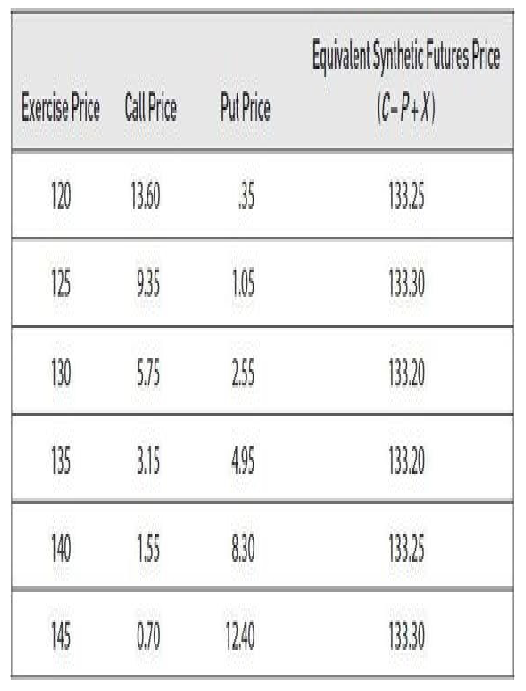 Equivalent Synthetic Futures Price
Exercise Price Call Price Put Price (C – P + X)
120 13.60 .35 133.25
125 9.35 1.05 133.30
130 5.75 2.55 133.20
135 3.15 4.95 133.20
140 1.55 8.30 133.25
145 0.70 12.40 133.30